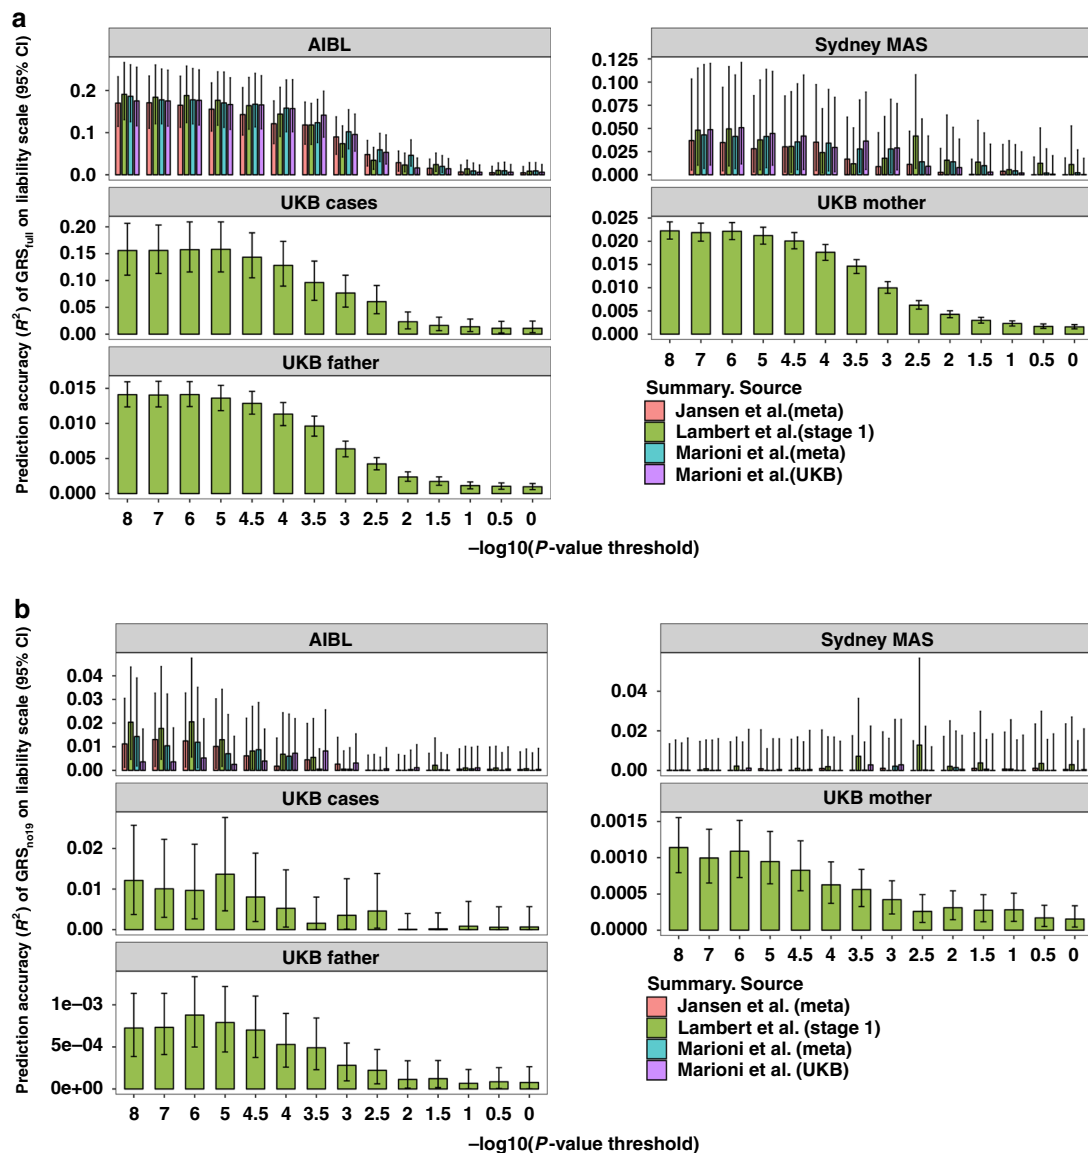 a
Prediction accuracy (R²) of GRSfull on liability scale (95% CI)
AIBL
0.2
0.1
0.0
Sydney MAS
0.125
0.100
0.075
0.050
0.025
0.000
UKB cases
0.20
0.15
0.10
0.05
0.00
UKB mother
0.025
0.020
0.015
0.010
0.005
0.000
8 7 6 5 4.5 4 3.5 3 2.5 2 1.5 1 0.5 0
UKB father
0.015
0.010
0.005
0.000
8 7 6 5 4.5 4 3.5 3 2.5 2 1.5 1 0.5 0
Summary. Source
Jansen et al.(meta)
Lambert et al.(stage 1)
Marioni et al.(meta)
Marioni et al.(UKB)
–log10(P-value threshold)
b
Prediction accuracy (R²) of GRSno19 on liability scale (95% CI)
AIBL
0.04
0.03
0.02
0.01
0.00
Sydney MAS
0.04
0.02
0.00
UKB cases
0.02
0.01
0.00
UKB mother
0.0015
0.0010
0.0005
0.0000
8 7 6 5 4.5 4 3.5 3 2.5 2 1.5 1 0.5 0
UKB father
1e–03
5e–04
0e+00
8 7 6 5 4.5 4 3.5 3 2.5 2 1.5 1 0.5 0
Summary. Source
Jansen et al. (meta)
Lambert et al. (stage 1)
Marioni et al. (meta)
Marioni et al. (UKB)
–log10(P-value threshold)